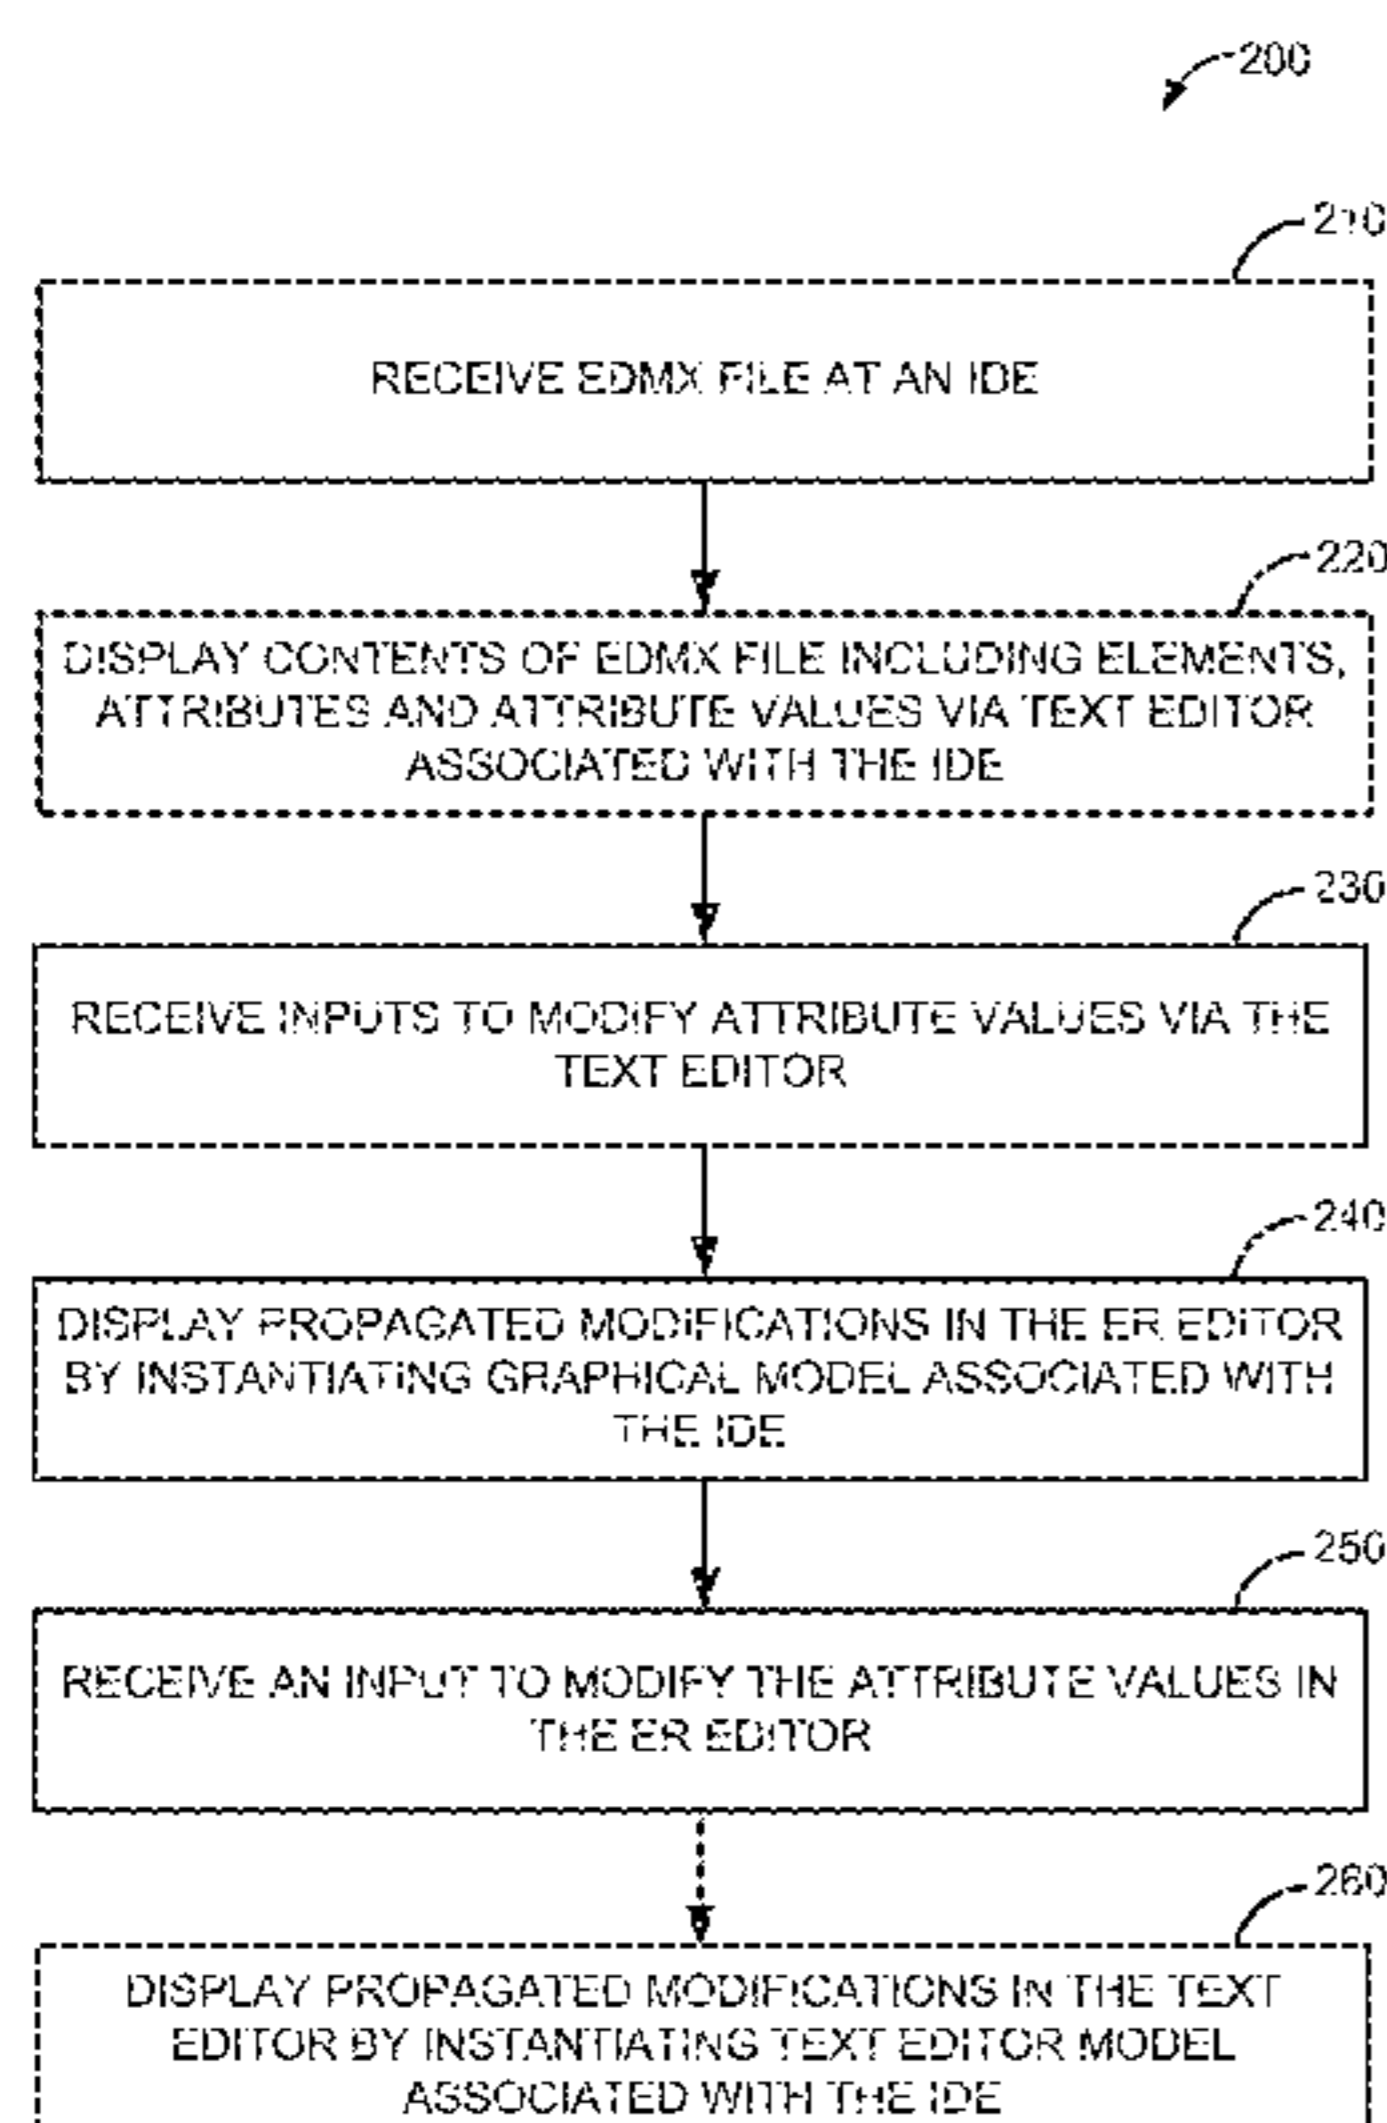 200
210
RECEIVE EDMX FILE AT AN IDE
220
DISPLAY CONTENTS OF EDMX FILE INCLUDING ELEMENTS,
ATTRIBUTES AND ATTRIBUTE VALUES VIA TEXT EDITOR
ASSOCIATED WITH THE IDE
230
RECEIVE INPUTS TO MODIFY ATTRIBUTE VALUES VIA THE
TEXT EDITOR
240
DISPLAY PROPAGATED MODIFICATIONS IN THE ER EDITOR
BY INSTANTIATING GRAPHICAL MODEL ASSOCIATED WITH
THE IDE
250
RECEIVE AN INPUT TO MODIFY THE ATTRIBUTE VALUES IN
THE ER EDITOR
260
DISPLAY PROPAGATED MODIFICATIONS IN THE TEXT
EDITOR BY INSTANTIATING TEXT EDITOR MODEL
ASSOCIATED WITH THE IDE